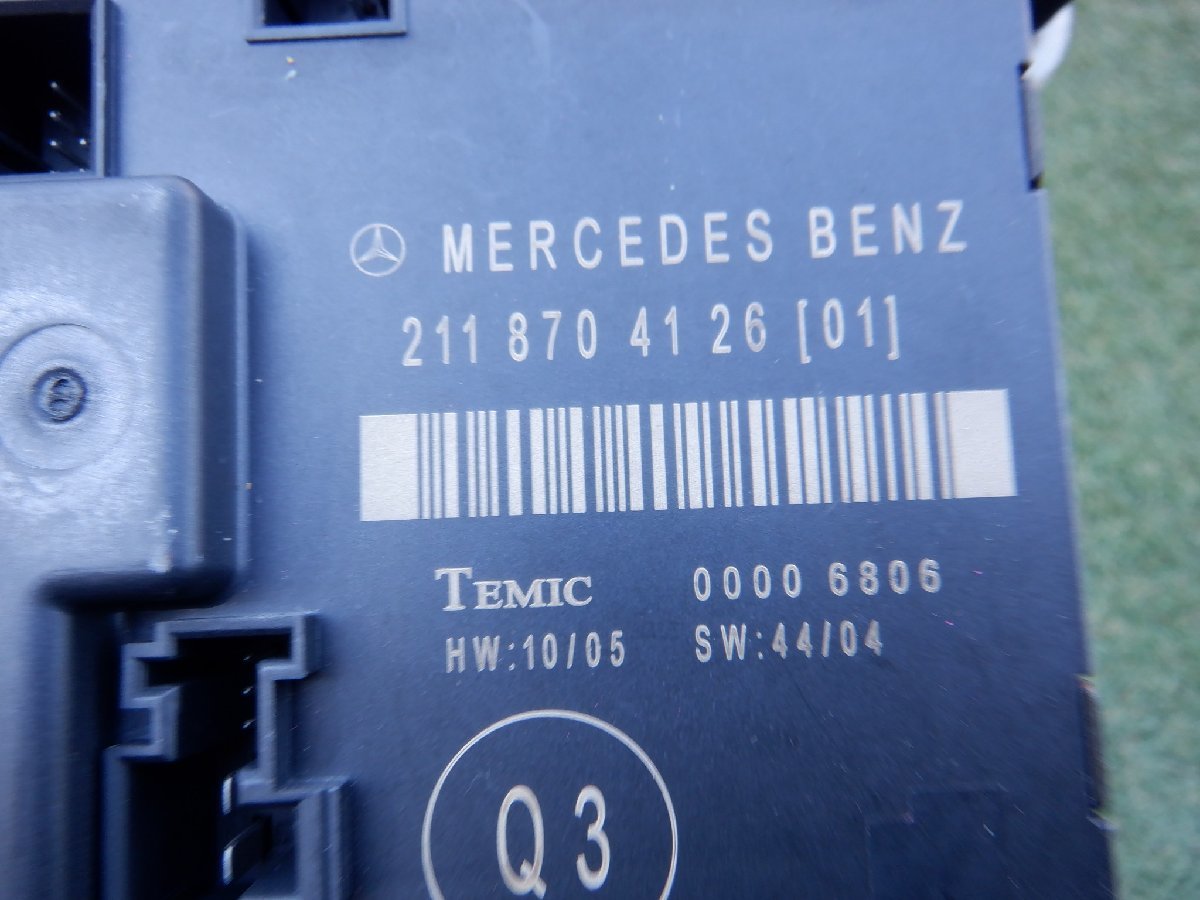 MERCEDES BENZ
211 870 41 26 [01]
TEMIC 0000 6806
HW:10/05 SW:44/04
Q3